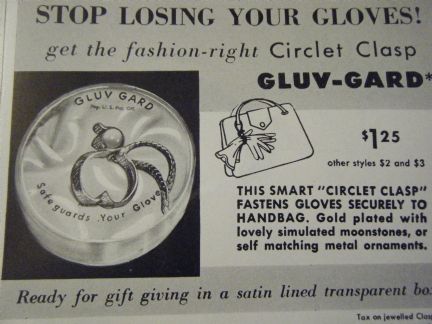 STOP LOSING YOUR GLOVES!
get the fashion-right Circlet Clasp
GLUV-GARD*
GLUV GARD
Reg. U.S. Pat. Off.
Safeguards Your Gloves
$1.25
other styles $2 and $3
THIS SMART "CIRCLET CLASP"
FASTENS GLOVES SECURELY TO
HANDBAG. Gold plated with
lovely simulated moonstones, or
self matching metal ornaments.
Ready for gift giving in a satin lined transparent box
Tax on jewelled Clasp